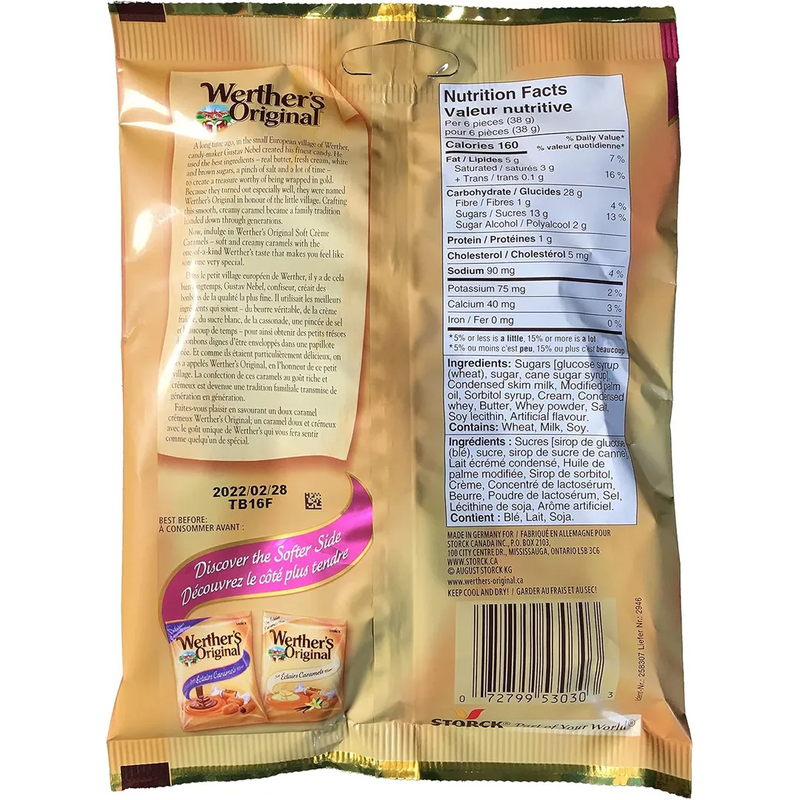 Werther's
Original
A long time ago, in the small European village of Werther,
candy-maker Gustav Nebel created his finest candy. He
used the best ingredients – real butter, fresh cream, white
and brown sugars, a pinch of salt and a lot of time –
to create a treasure worthy of being wrapped in gold.
Because they turned out especially well, they were named
Werther's Original in honour of the little village. Crafting
this smooth, creamy caramel became a family tradition
handed down through generations.
Now, indulge in Werther's Original Soft Crème
Caramels – soft and creamy caramels with the
one-of-a-kind Werther's taste that makes you feel like
someone very special.
Dans le petit village européen de Werther, il y a de cela
bien longtemps, Gustav Nebel, confiseur, créait des
bonbons de la qualité la plus fine. Il utilisait les meilleurs
ingrédients qui soient – du beurre véritable, de la crème
fraîche, du sucre blanc, de la cassonade, une pincée de sel
et beaucoup de temps – pour ainsi obtenir des petits trésors
bonbons dignes d'être enveloppés dans une papillote
dorée. Et comme ils étaient particulièrement délicieux, on
les a appelés Werther's Original, en l'honneur de ce petit
village. La confection de ces caramels au goût riche et
crémeux est devenue une tradition familiale transmise de
génération en génération.
Faites-vous plaisir en savourant un doux caramel
crémeux Werther's Original; un caramel doux et crémeux
avec le goût unique de Werther's qui vous fera sentir
comme quelqu'un de spécial.
2022/02/28
TB16F
BEST BEFORE:
À CONSOMMER AVANT :
Discover the Softer Side
Découvrez le côté plus tendre
Werther's
Original
Éclairs Caramels
Werther's
Original
Éclairs Caramels
Nutrition Facts
Valeur nutritive
Per 6 pieces (38 g)
pour 6 pièces (38 g)
Calories 160
% Daily Value*
% valeur quotidienne*
Fat / Lipides 5 g 7 %
Saturated / saturés 3 g
+ Trans / trans 0.1 g 16 %
Carbohydrate / Glucides 28 g
Fibre / Fibres 1 g 4 %
Sugars / Sucres 13 g 13 %
Sugar Alcohol / Polyalcool 2 g
Protein / Protéines 1 g
Cholesterol / Cholestérol 5 mg
Sodium 90 mg 4 %
Potassium 75 mg 2 %
Calcium 40 mg 3 %
Iron / Fer 0 mg 0 %
*5% or less is a little, 15% or more is a lot
*5% ou moins c'est peu, 15% ou plus c'est beaucoup
Ingredients: Sugars [glucose syrup
(wheat), sugar, cane sugar syrup],
Condensed skim milk, Modified palm
oil, Sorbitol syrup, Cream, Condensed
whey, Butter, Whey powder, Salt,
Soy lecithin, Artificial flavour.
Contains: Wheat, Milk, Soy.
Ingrédients : Sucres [sirop de glucose
(blé), sucre, sirop de sucre de canne],
Lait écrémé condensé, Huile de
palme modifiée, Sirop de sorbitol,
Crème, Concentré de lactosérum,
Beurre, Poudre de lactosérum, Sel,
Lécithine de soja, Arôme artificiel.
Contient : Blé, Lait, Soja.
MADE IN GERMANY FOR / FABRIQUÉ EN ALLEMAGNE POUR
STORCK CANADA INC., P.O. BOX 2103,
100 CITY CENTRE DR., MISSISSAUGA, ONTARIO L5B 3C6
WWW.STORCK.CA
© AUGUST STORCK KG
www.werthers-original.ca
KEEP COOL AND DRY! / GARDER AU FRAIS ET AU SEC!
0 72799 53030 3
Ident-Nr.: 258307 Liefer Nr.: 2946
STORCK® Part of Your World®